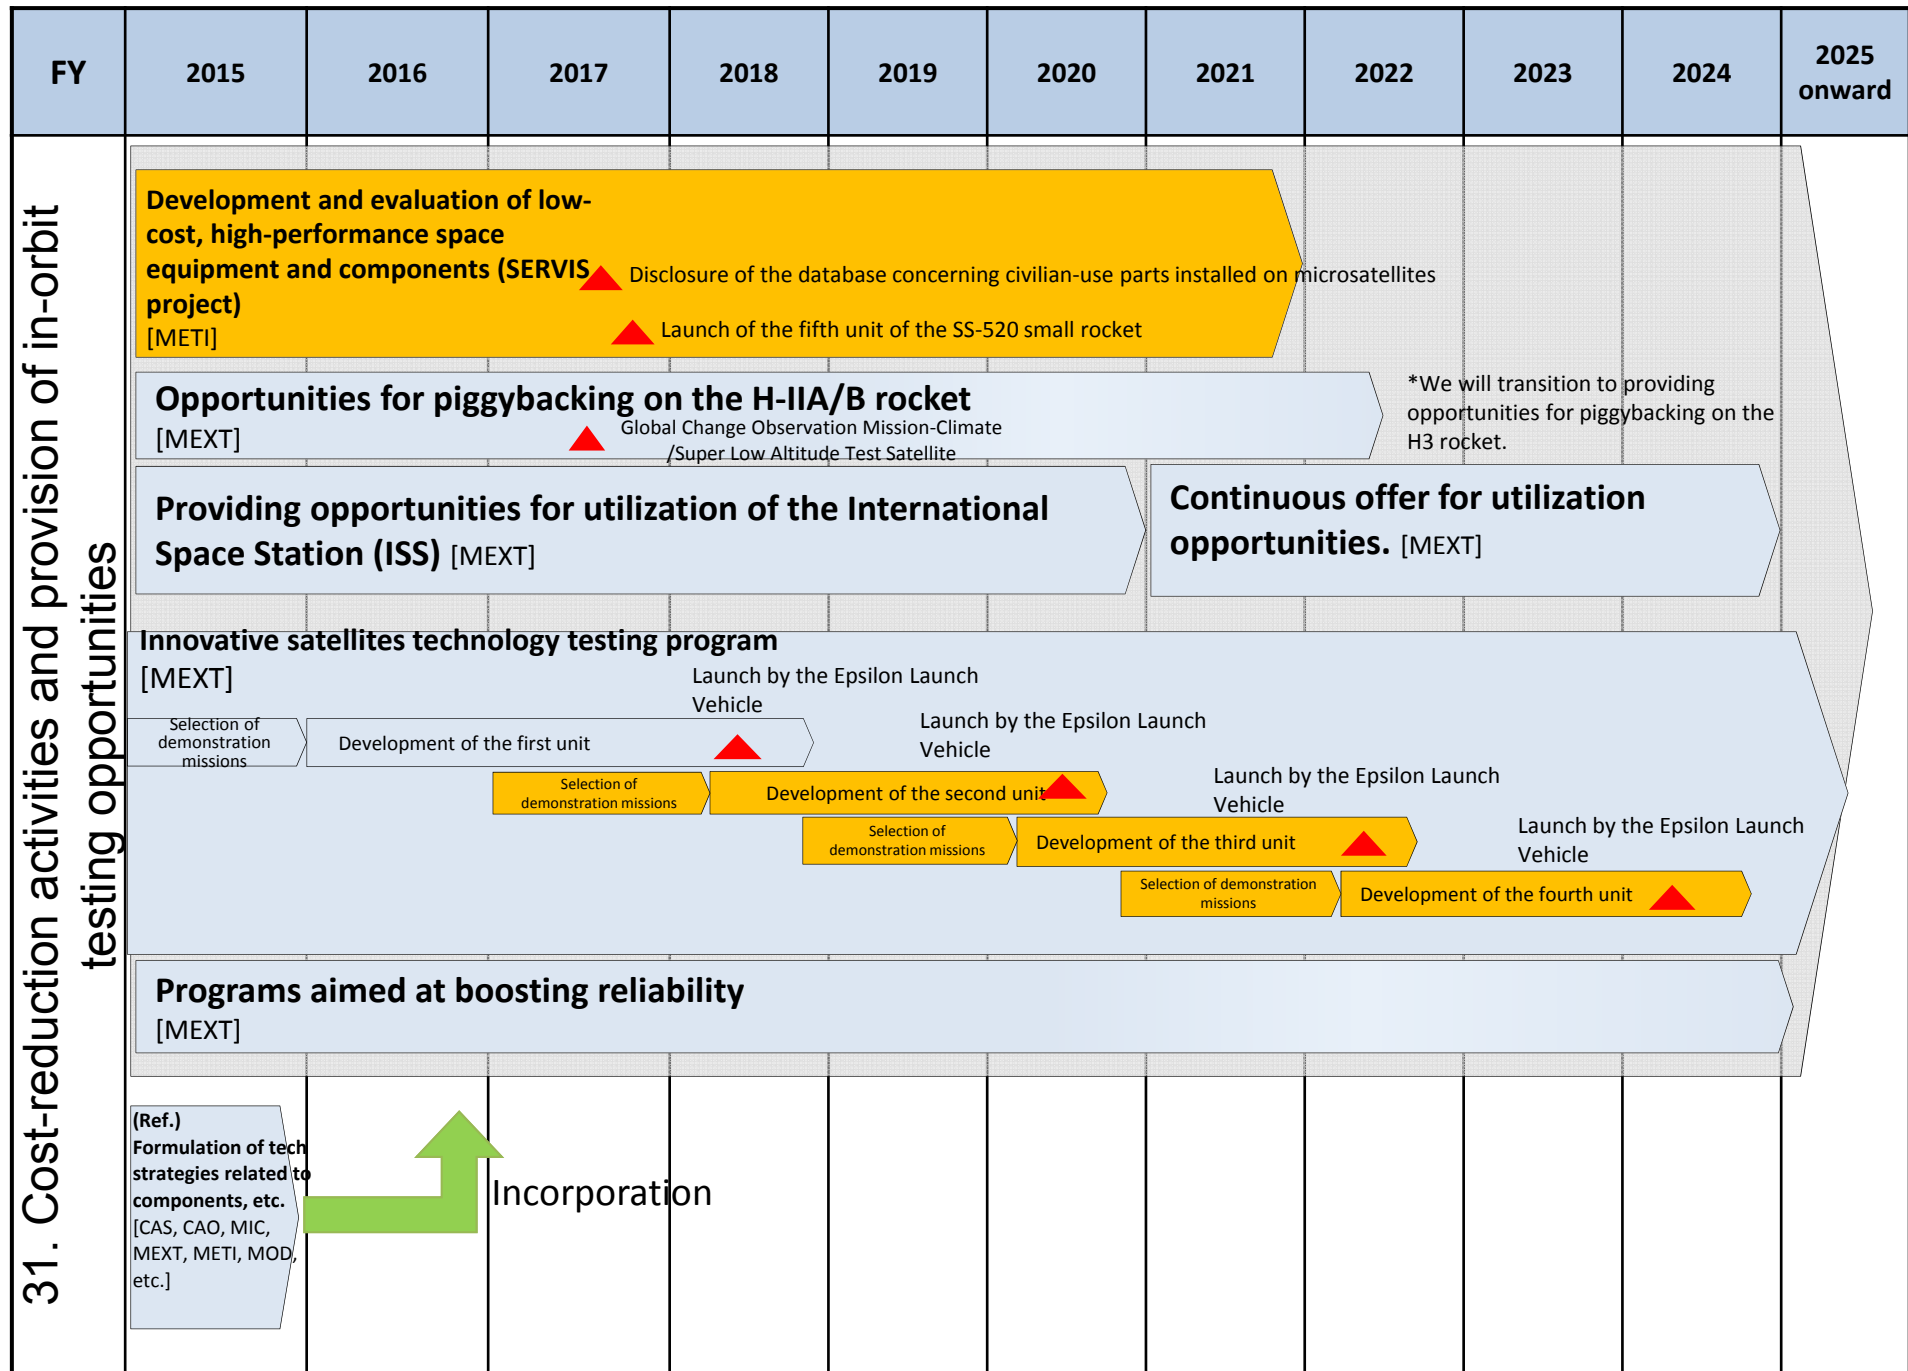 FY
2015
2016
2017
2018
2019
2020
2021
2022
2023
2024
2025
onward
31. Cost-reduction activities and provision of in-orbit
testing opportunities
Development and evaluation of low-
cost, high-performance space
equipment and components (SERVIS
project)
[METI]
Disclosure of the database concerning civilian-use parts installed on microsatellites
Launch of the fifth unit of the SS-520 small rocket
Opportunities for piggybacking on the H-IIA/B rocket
[MEXT]
Global Change Observation Mission-Climate
/Super Low Altitude Test Satellite
*We will transition to providing
opportunities for piggybacking on the
H3 rocket.
Providing opportunities for utilization of the International
Space Station (ISS) [MEXT]
Continuous offer for utilization
opportunities. [MEXT]
Innovative satellites technology testing program
[MEXT]
Launch by the Epsilon Launch
Vehicle
Selection of
demonstration
missions
Development of the first unit
Launch by the Epsilon Launch
Vehicle
Selection of
demonstration missions
Development of the second unit
Launch by the Epsilon Launch
Vehicle
Selection of
demonstration missions
Development of the third unit
Launch by the Epsilon Launch
Vehicle
Selection of demonstration
missions
Development of the fourth unit
Programs aimed at boosting reliability
[MEXT]
(Ref.)
Formulation of tech
strategies related to
components, etc.
[CAS, CAO, MIC,
MEXT, METI, MOD,
etc.]
Incorporation